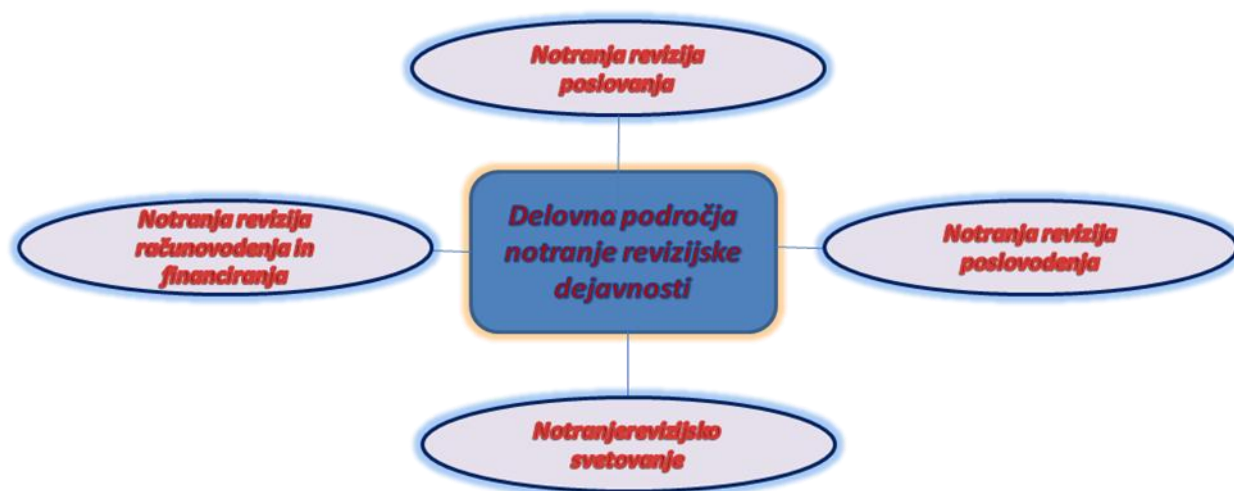 Notranja revizija
poslovanja
Notranja revizija
računovodenja in
financiranja
Delovna področja
notranje revizijske
dejavnosti
Notranja revizija
poslovodenja
Notranjerevizijsko
svetovanje